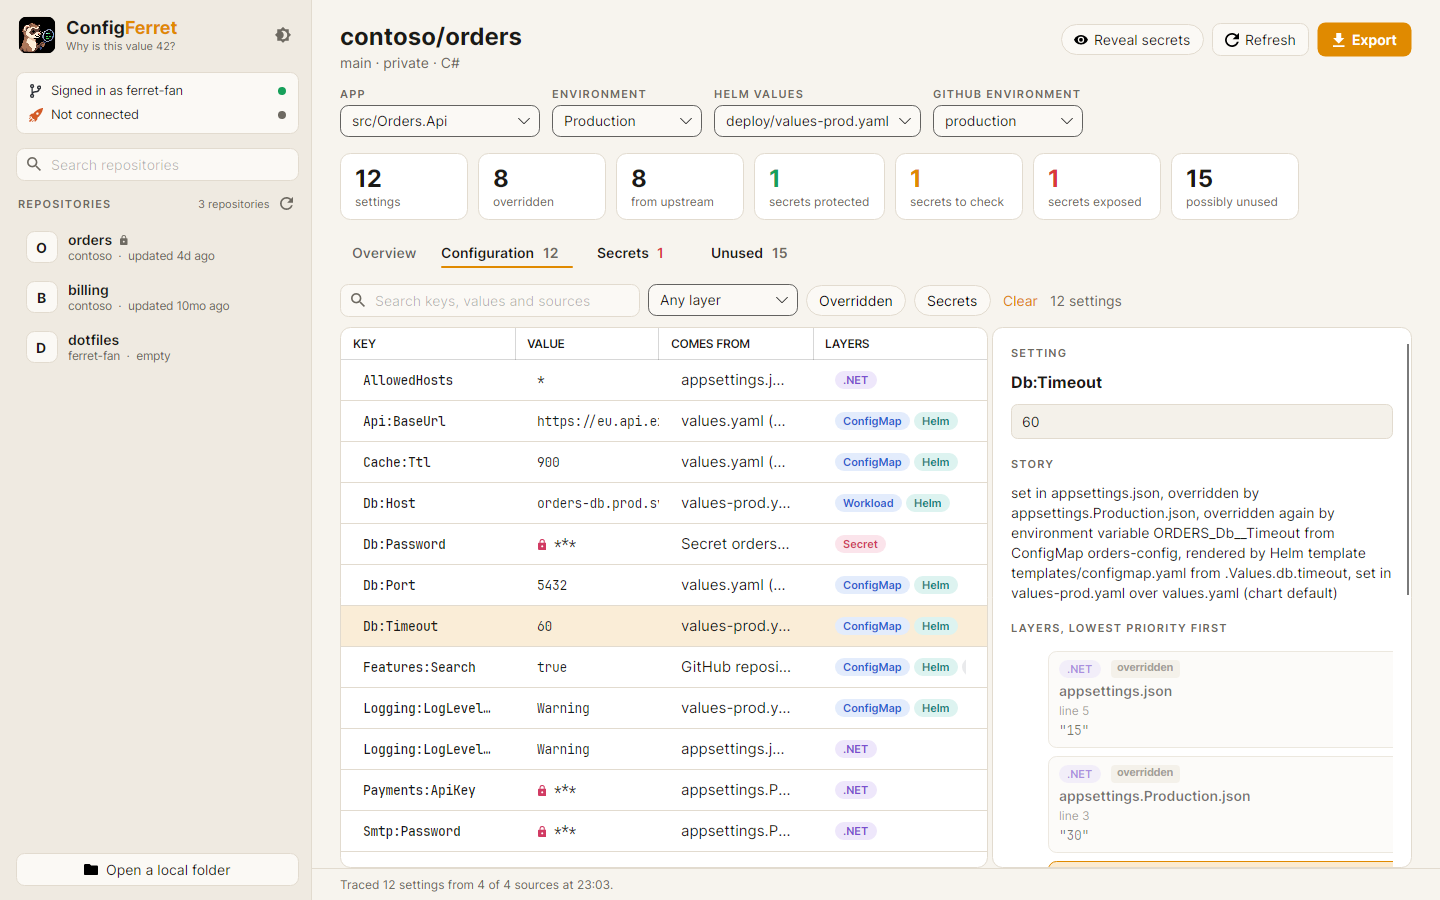 ConfigFerret
Why is this value 42?
Signed in as ferret-fan
Not connected
Search repositories
REPOSITORIES
3 repositories
O
orders
contoso · updated 4d ago
B
billing
contoso · updated 10mo ago
D
dotfiles
ferret-fan · empty
Open a local folder
contoso/orders
main · private · C#
Reveal secrets
Refresh
Export
APP
ENVIRONMENT
HELM VALUES
GITHUB ENVIRONMENT
src/Orders.Api
Production
deploy/values-prod.yaml
production
12
settings
8
overridden
8
from upstream
1
secrets protected
1
secrets to check
1
secrets exposed
15
possibly unused
Overview
Configuration 12
Secrets 1
Unused 15
Search keys, values and sources
Any layer
Overridden
Secrets
Clear
12 settings
KEY VALUE COMES FROM LAYERS
AllowedHosts * appsettings.j... .NET
Api:BaseUrl https://eu.api.e values.yaml (... ConfigMap Helm
Cache:Ttl 900 values.yaml (... ConfigMap Helm
Db:Host orders-db.prod.s values-prod.y... Workload Helm
Db:Password *** Secret orders... Secret
Db:Port 5432 values.yaml (... ConfigMap Helm
Db:Timeout 60 values-prod.y... ConfigMap Helm
Features:Search true GitHub reposi... ConfigMap Helm
Logging:LogLevel… Warning values-prod.y... ConfigMap Helm
Logging:LogLevel… Warning appsettings.j... .NET
Payments:ApiKey *** appsettings.P... .NET
Smtp:Password *** appsettings.P... .NET
SETTING
Db:Timeout
60
STORY
set in appsettings.json, overridden by
appsettings.Production.json, overridden again by
environment variable ORDERS_Db__Timeout from
ConfigMap orders-config, rendered by Helm template
templates/configmap.yaml from .Values.db.timeout, set in
values-prod.yaml over values.yaml (chart default)
LAYERS, LOWEST PRIORITY FIRST
.NET overridden
appsettings.json
line 5
"15"
.NET overridden
appsettings.Production.json
line 3
"30"
Traced 12 settings from 4 of 4 sources at 23:03.